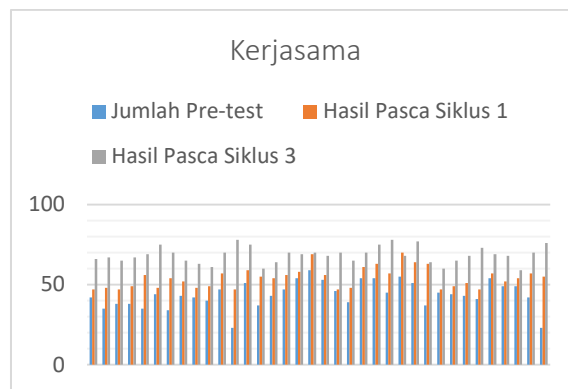 Kerjasama
Jumlah Pre-test Hasil Pasca Siklus 1
Hasil Pasca Siklus 3
100
50
0